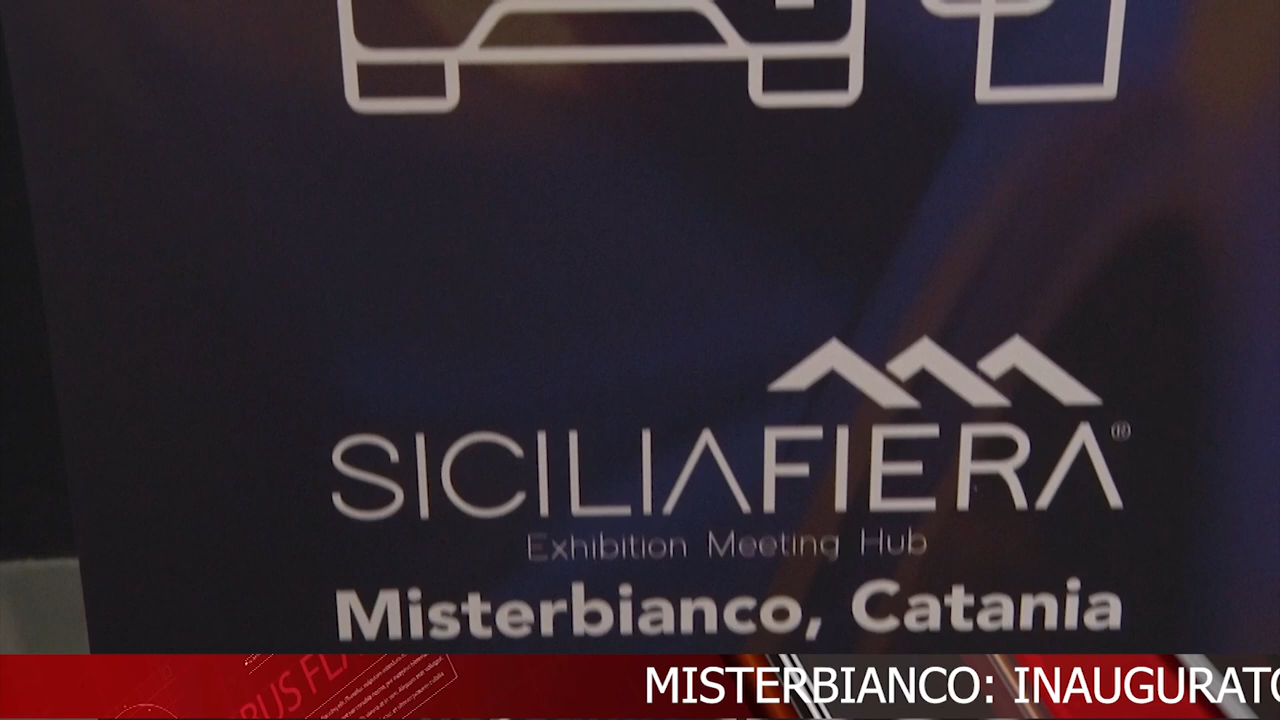 SICILIAFIERA®
Exhibition Meeting Hub
Misterbianco, Catania
MISTERBIANCO: INAUGURATO